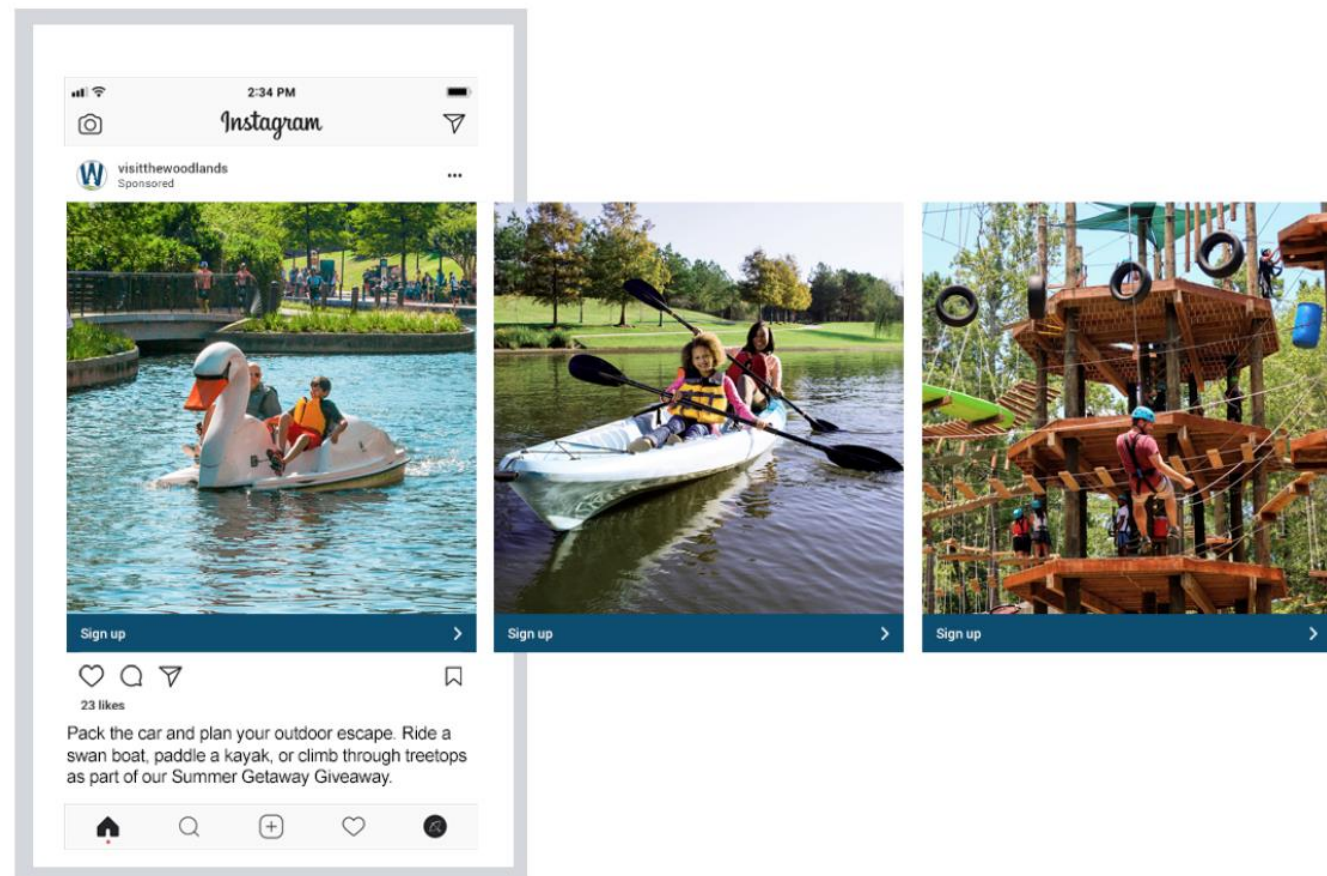 2:34 PM
Instagram
W
visitthewoodlands
Sponsored
Sign up
Sign up
Sign up
23 likes
Pack the car and plan your outdoor escape. Ride a
swan boat, paddle a kayak, or climb through treetops
as part of our Summer Getaway Giveaway.